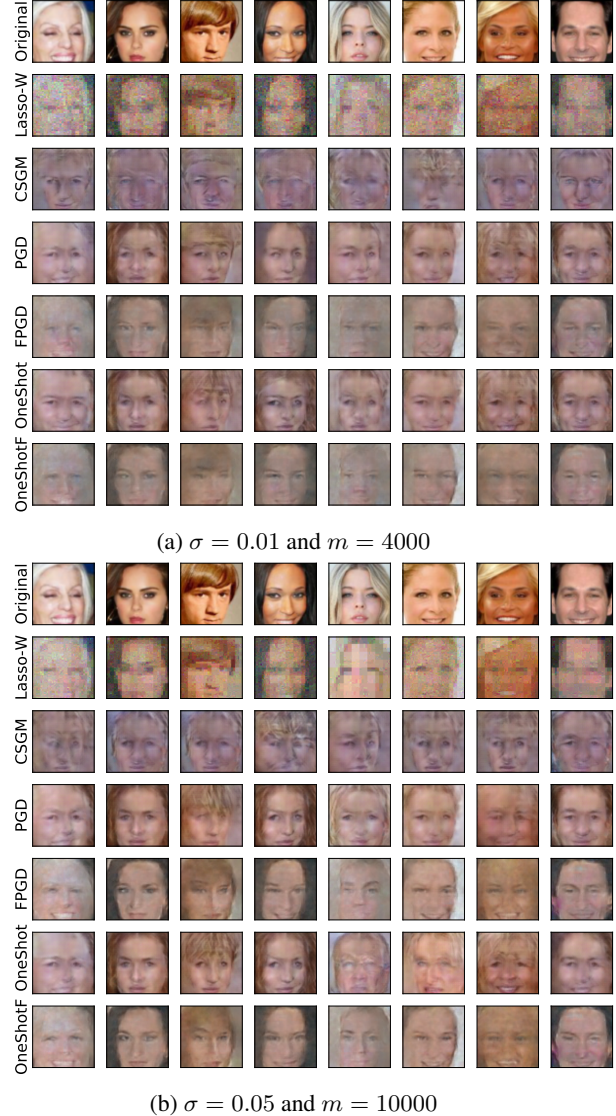 Original
Lasso-W
CSGM
PGD
FPGD
OneShot
OneShotF
(a) σ = 0.01 and m = 4000
Original
Lasso-W
CSGM
PGD
FPGD
OneShot
OneShotF
(b) σ = 0.05 and m = 10000